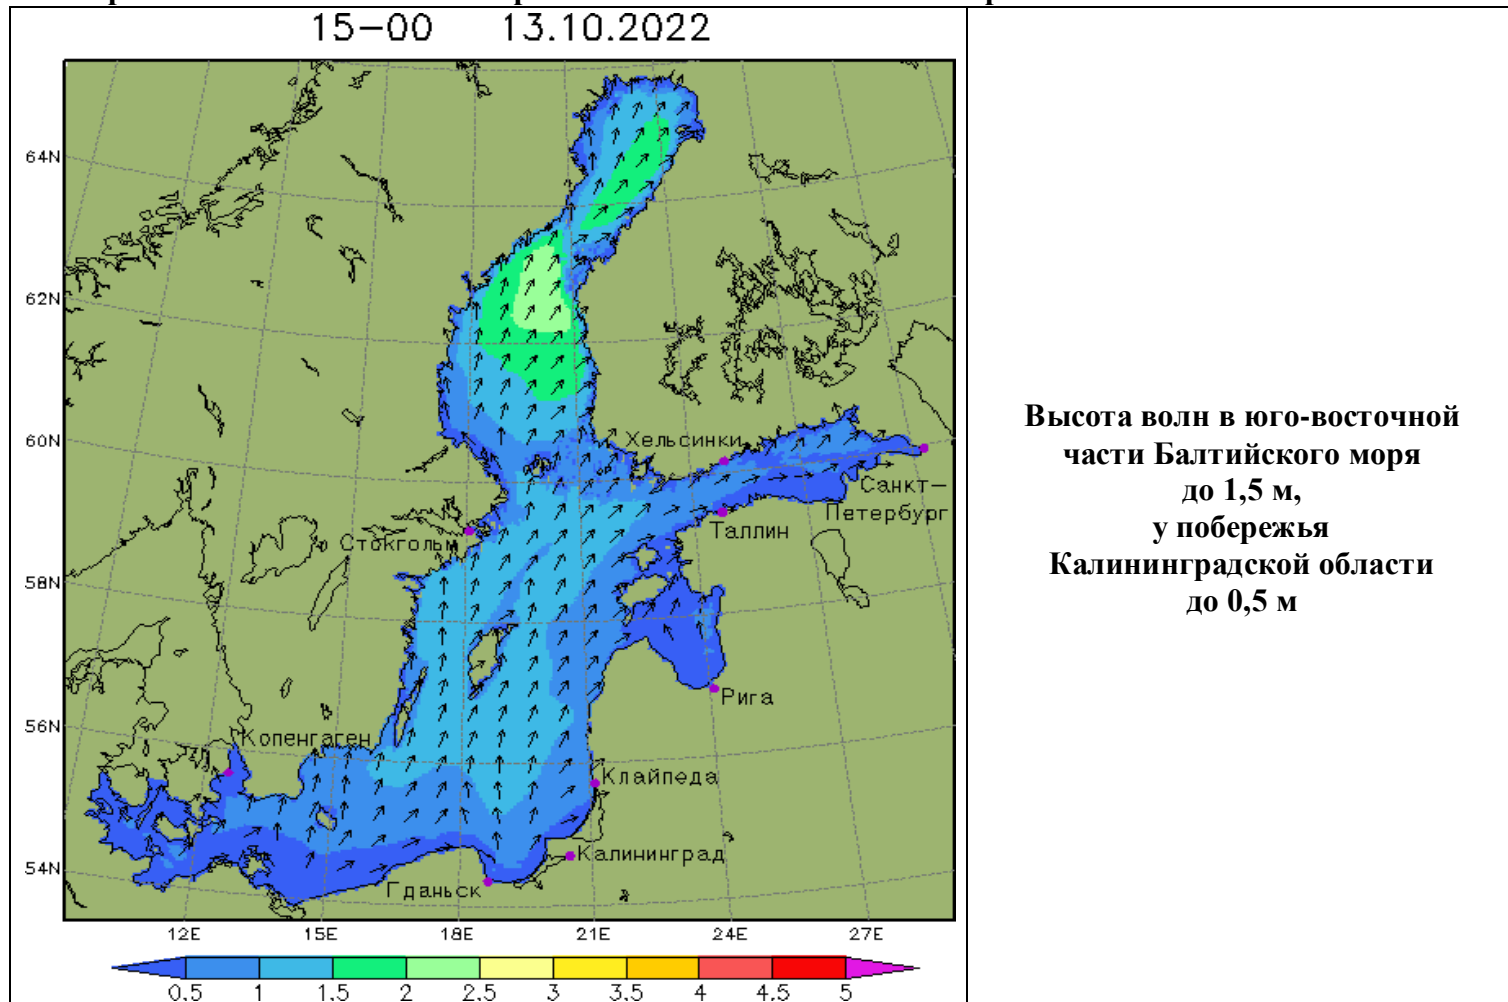 15-00 13.10.2022
64N
62N
60N
58N
56N
54N
Хельсинки
Санкт-
Петербург
Таллин
Стокгольм
Рига
Копенгаген
Клайпеда
Калининград
Гданьск
12E 15E 18E 21E 24E 27E
0,5 1 1,5 2 2,5 3 3,5 4 4,5 5
Высота волн в юго-восточной
части Балтийского моря
до 1,5 м,
у побережья
Калининградской области
до 0,5 м